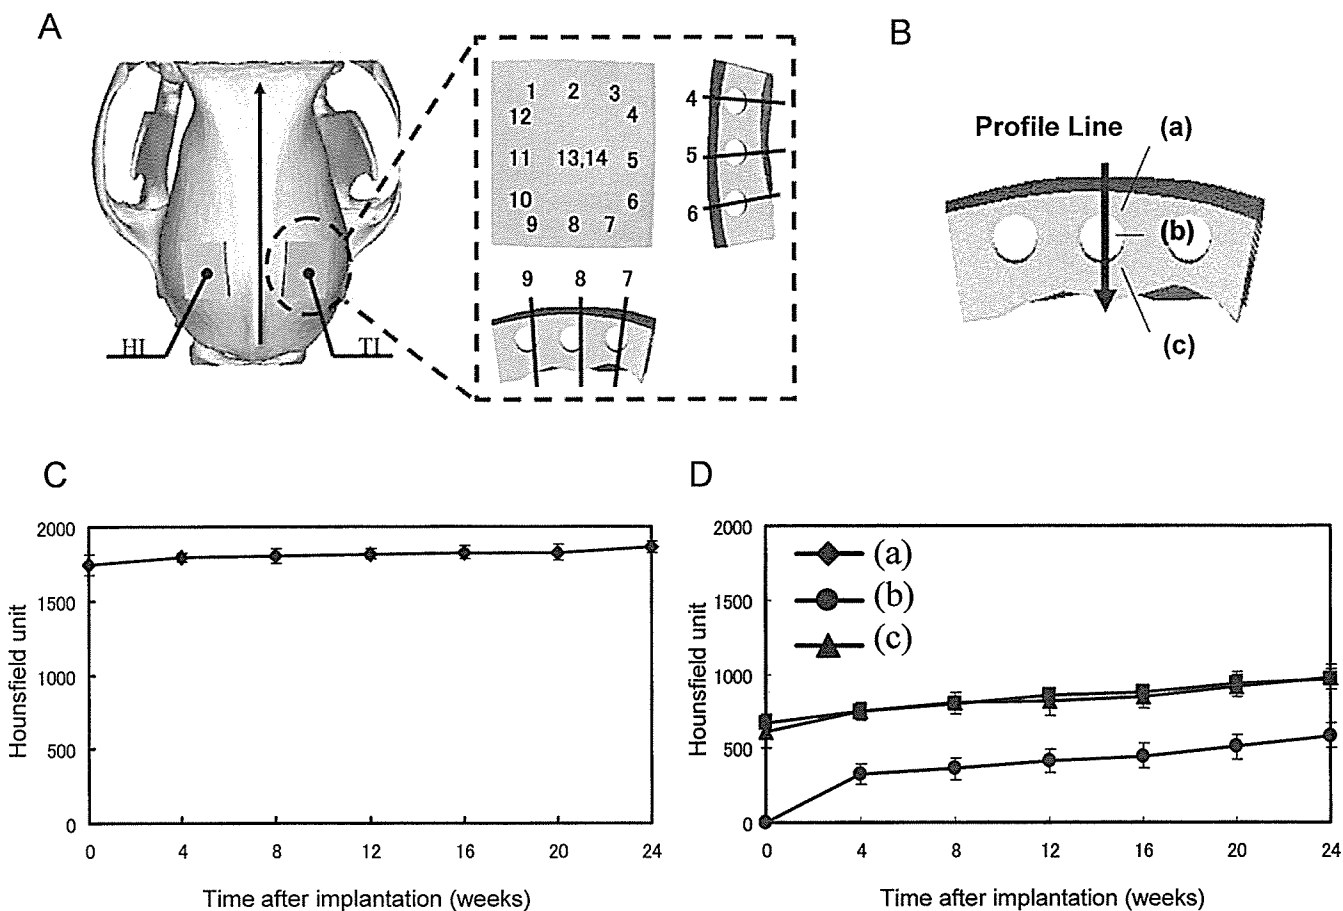 A
1 2 3
12 4
11 13,14 5
10 6
9 8 7
4
5
6
9 8 7
HI
TI
B
Profile Line (a)
(b)
(c)
C
2000
1500
1000
500
0
0 4 8 12 16 20 24
Hounsfield unit
Time after implantation (weeks)
D
2000
1500
1000
500
0
0 4 8 12 16 20 24
(a)
(b)
(c)
Hounsfield unit
Time after implantation (weeks)